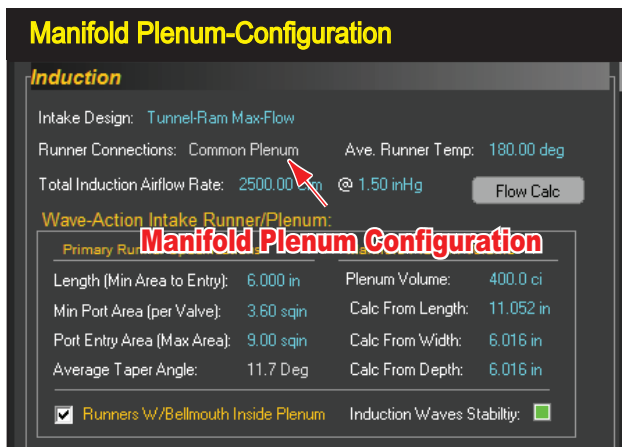 Manifold Plenum-Configuration
Induction
Intake Design: Tunnel-Ram Max-Flow
Runner Connections: Common Plenum Ave. Runner Temp: 180.00 deg
Total Induction Airflow Rate: 2500.00 @ 1.50 inHg Flow Calc
Wave-Action Intake Runner/Plenum:
Primary
Manifold Plenum Configuration
Length (Min Area to Entry): 6.000 in Plenum Volume: 400.0 ci
Min Port Area (per Valve): 3.60 sqin Calc From Length: 11.052 in
Port Entry Area (Max Area): 9.00 sqin Calc From Width: 6.016 in
Average Taper Angle: 11.7 Deg Calc From Depth: 6.016 in
Runners W/Bellmouth Inside Plenum Induction Waves Stabiltiy: